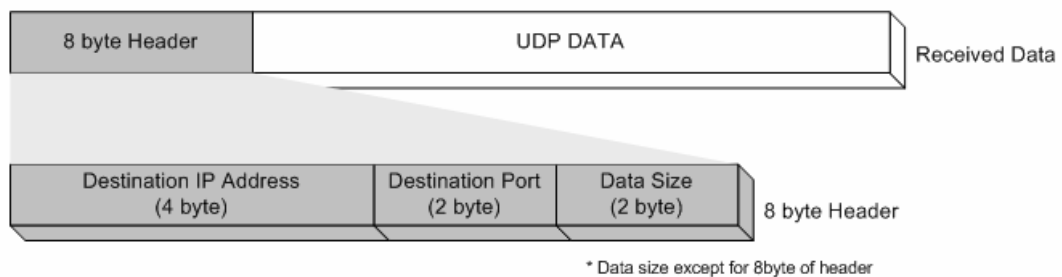 8 byte Header
UDP DATA
Received Data
Destination IP Address
(4 byte)
Destination Port
(2 byte)
Data Size
(2 byte)
8 byte Header
* Data size except for 8byte of header